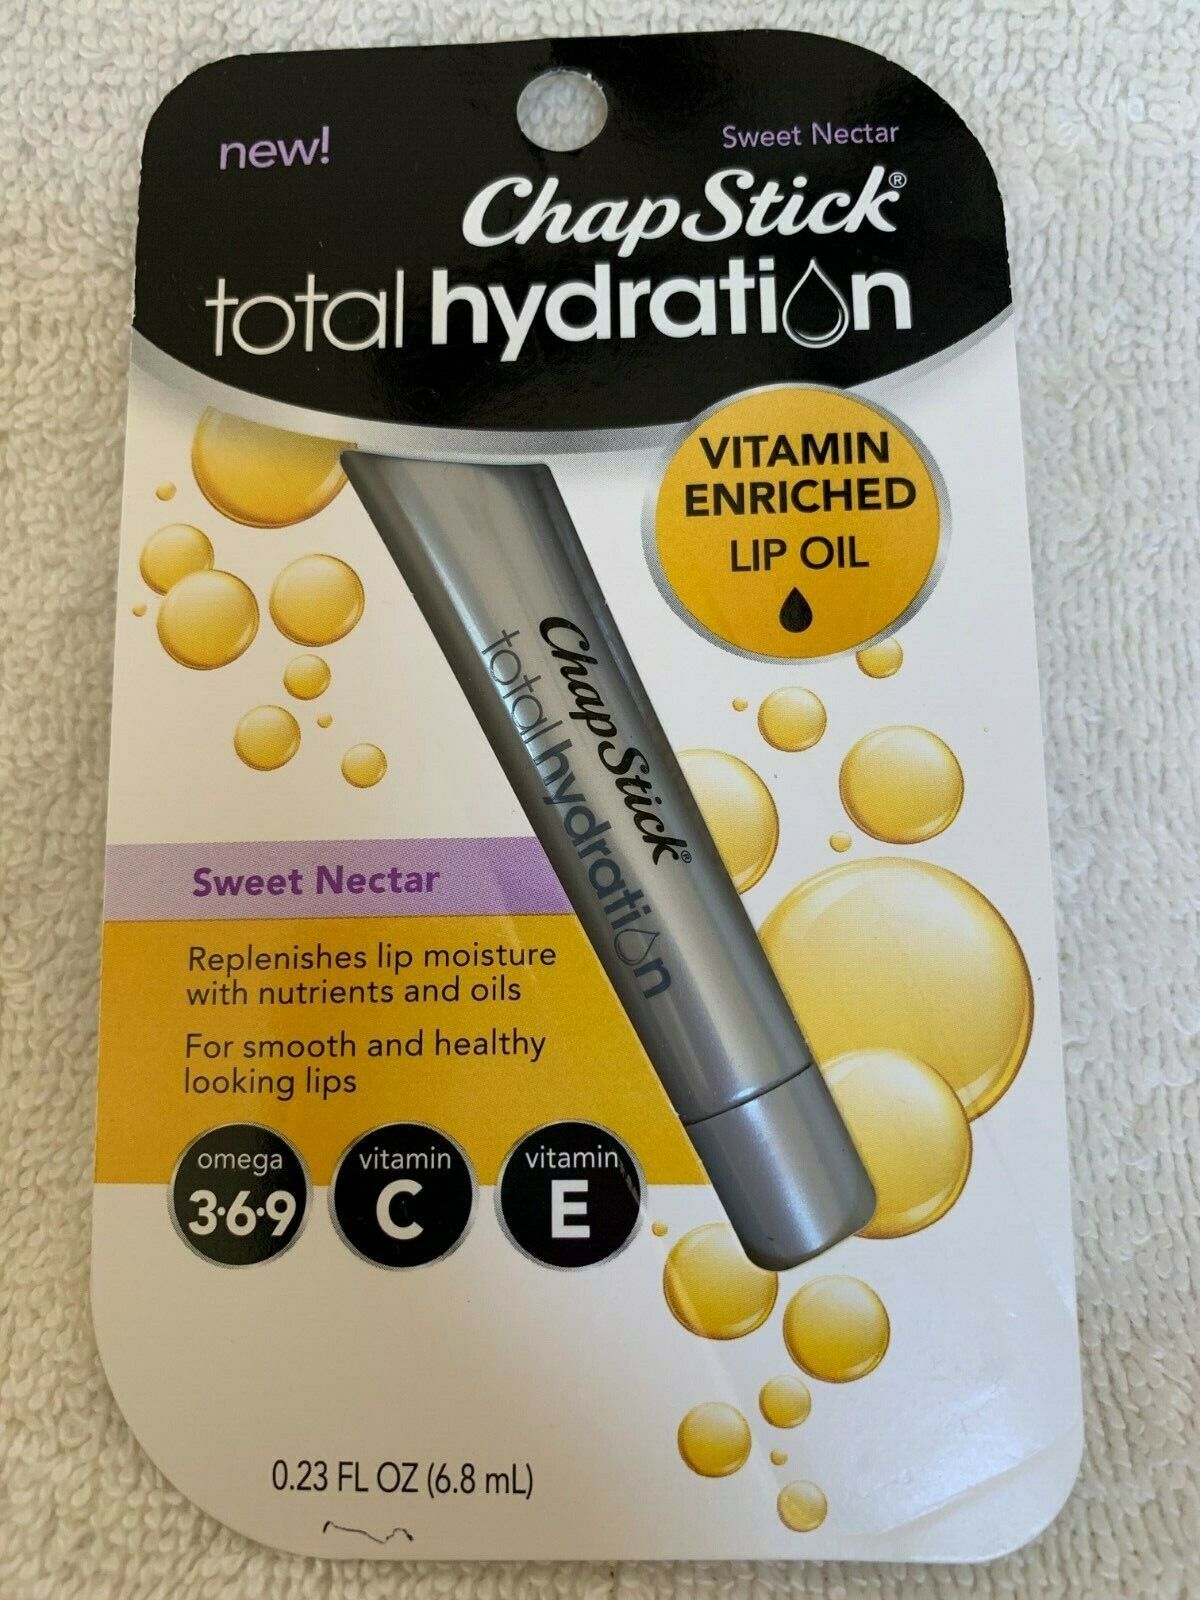 new!
Sweet Nectar
ChapStick®
total hydration
VITAMIN
ENRICHED
LIP OIL
ChapStick®
total hydration
Sweet Nectar
Replenishes lip moisture
with nutrients and oils
For smooth and healthy
looking lips
omega
3·6·9
vitamin
C
vitamin
E
0.23 FL OZ (6.8 mL)